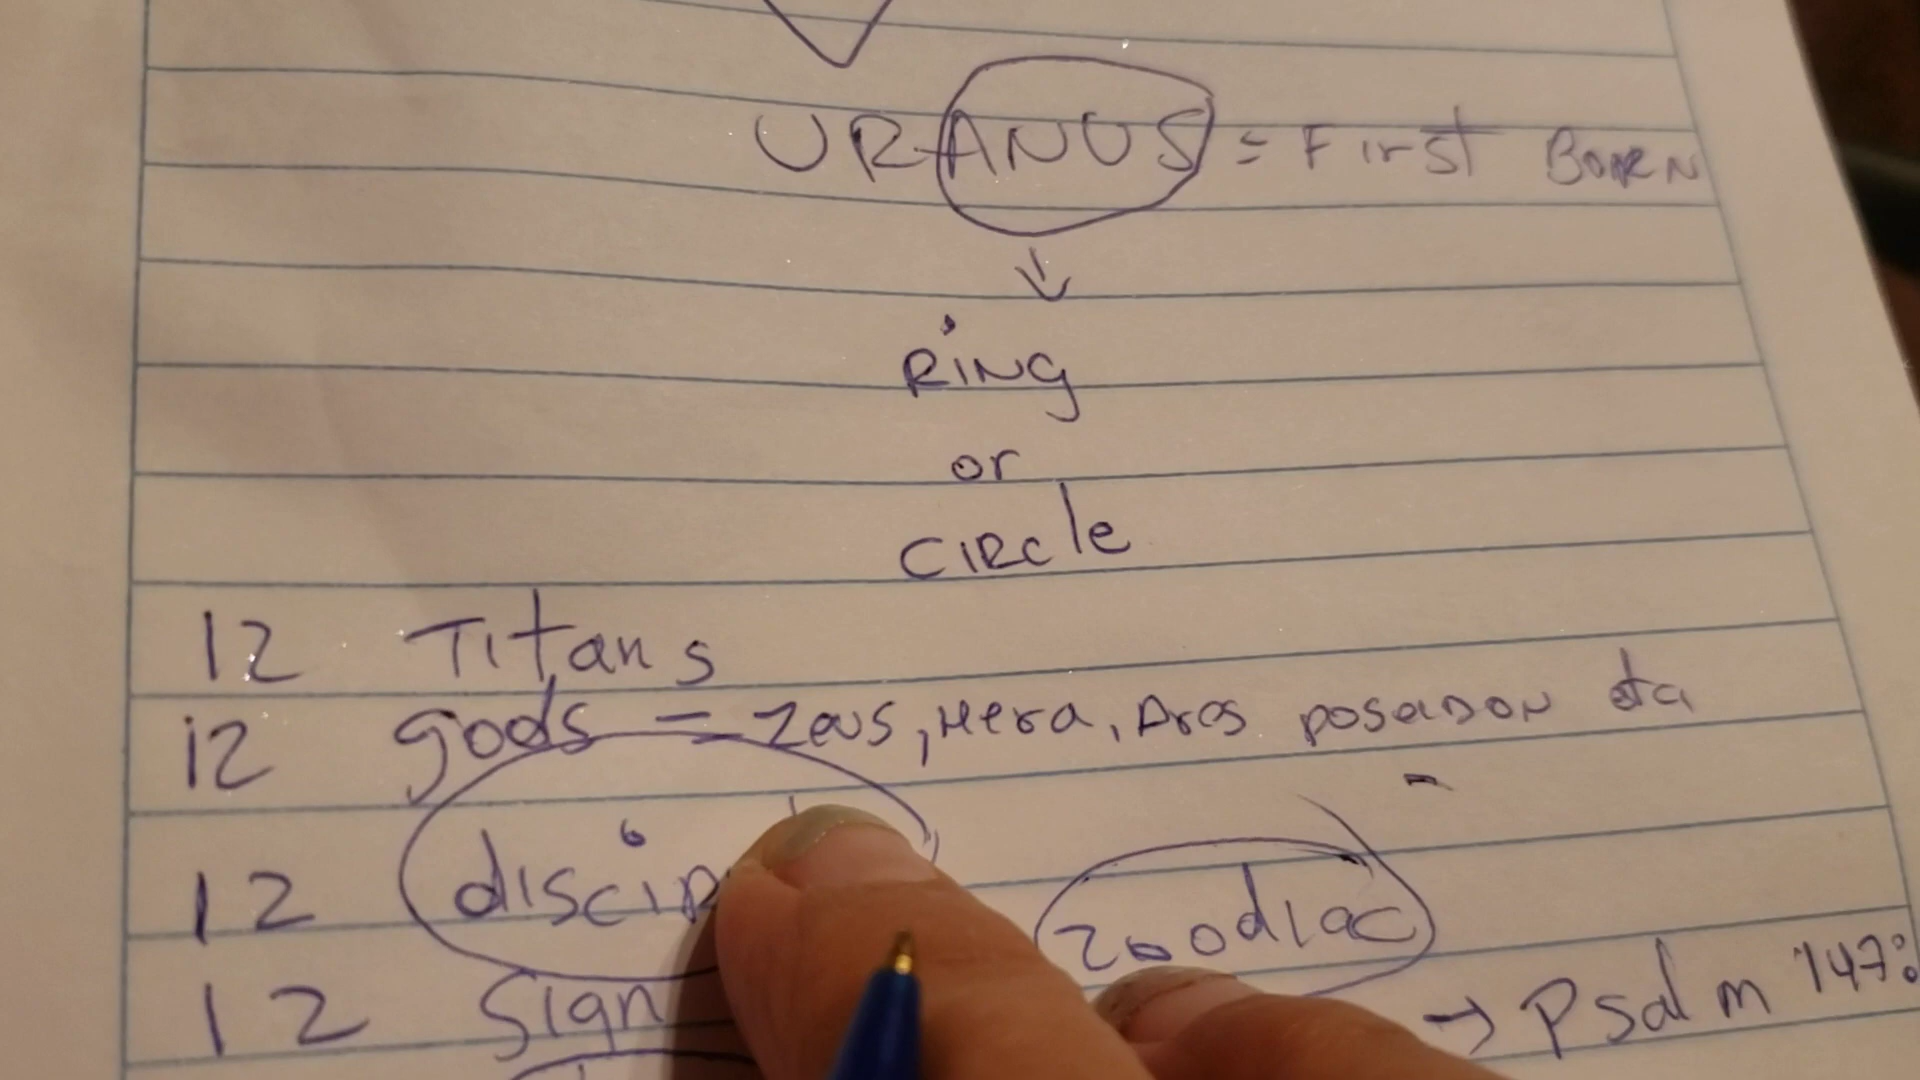 URANUS = First BORN
RING
or
CIRcle
12 Titans
12 gods = Zeus, Hera, Ares poseidon
12
zoodiac
12 Sign
→ Psalm 147: